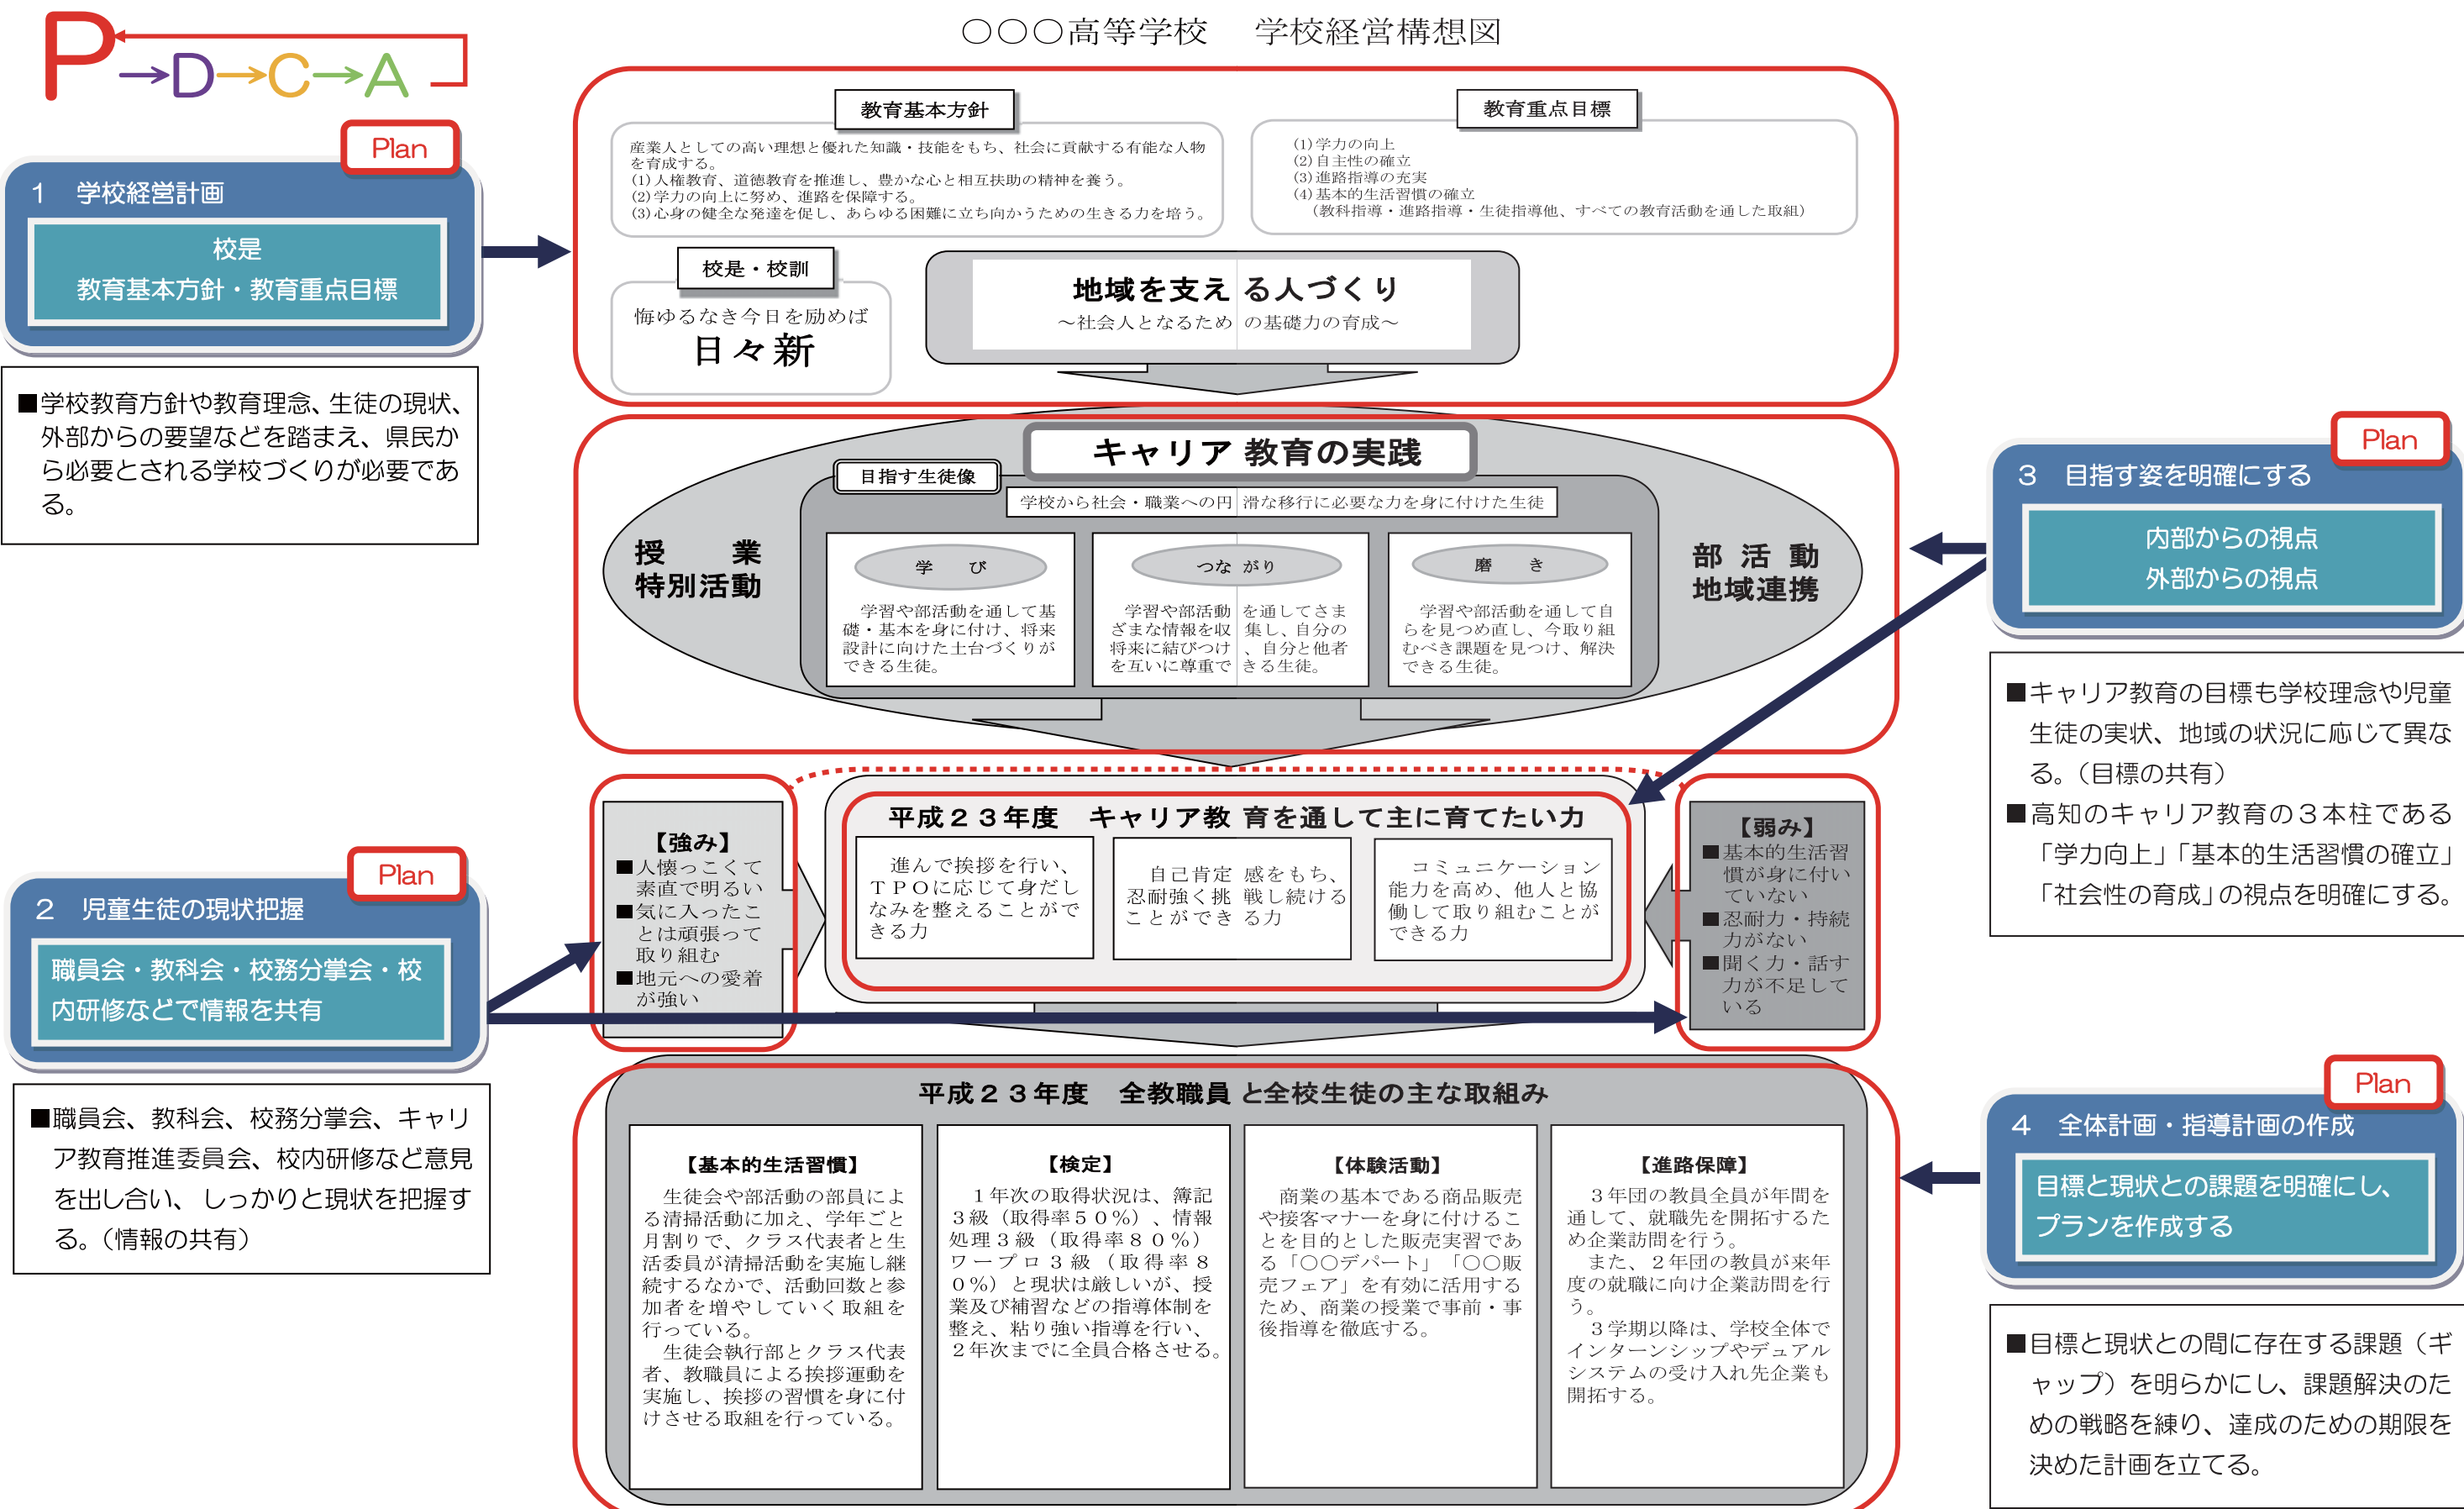 ○○○高等学校　学校経営構想図
P→D→C→A
Plan
1　学校経営計画
校是
教育基本方針・教育重点目標
■学校教育方針や教育理念、生徒の現状、
外部からの要望などを踏まえ、県民か
ら必要とされる学校づくりが必要であ
る。
教育基本方針
産業人としての高い理想と優れた知識・技能をもち、社会に貢献する有能な人物
を育成する。
(1)人権教育、道徳教育を推進し、豊かな心と相互扶助の精神を養う。
(2)学力の向上に努め、進路を保障する。
(3)心身の健全な発達を促し、あらゆる困難に立ち向かうための生きる力を培う。
教育重点目標
(1)学力の向上
(2)自主性の確立
(3)進路指導の充実
(4)基本的生活習慣の確立
（教科指導・進路指導・生徒指導他、すべての教育活動を通した取組）
校是・校訓
悔ゆるなき今日を励めば
日々新
地域を支える人づくり
～社会人となるための基礎力の育成～
キャリア教育の実践
目指す生徒像
学校から社会・職業への円滑な移行に必要な力を身に付けた生徒
授　業
特別活動
学　び
学習や部活動を通して基
礎・基本を身に付け、将来
設計に向けた土台づくりが
できる生徒。
つながり
学習や部活動を通してさま
ざまな情報を収集し、自分の
将来に結びつけ、自分と他者
を互いに尊重できる生徒。
磨　き
学習や部活動を通して自
らを見つめ直し、今取り組
むべき課題を見つけ、解決
できる生徒。
部活動
地域連携
Plan
3　目指す姿を明確にする
内部からの視点
外部からの視点
■キャリア教育の目標も学校理念や児童
生徒の実状、地域の状況に応じて異な
る。（目標の共有）
■高知のキャリア教育の３本柱である
「学力向上」「基本的生活習慣の確立」
「社会性の育成」の視点を明確にする。
Plan
2　児童生徒の現状把握
職員会・教科会・校務分掌会・校
内研修などで情報を共有
■職員会、教科会、校務分掌会、キャリ
ア教育推進委員会、校内研修など意見
を出し合い、しっかりと現状を把握す
る。（情報の共有）
【強み】
■人懐っこくて
素直で明るい
■気に入ったこ
とは頑張って
取り組む
■地元への愛着
が強い
平成２３年度　キャリア教育を通して主に育てたい力
進んで挨拶を行い、
ＴＰＯに応じて身だし
なみを整えることがで
きる力
自己肯定感をもち、
忍耐強く挑戦し続ける
ことができる力
コミュニケーション
能力を高め、他人と協
働して取り組むことが
できる力
【弱み】
■基本的生活習
慣が身に付い
ていない
■忍耐力・持続
力がない
■聞く力・話す
力が不足して
いる
平成２３年度　全教職員と全校生徒の主な取組み
【基本的生活習慣】
生徒会や部活動の部員によ
る清掃活動に加え、学年ごと
月割りで、クラス代表者と生
活委員が清掃活動を実施し継
続するなかで、活動回数と参
加者を増やしていく取組を
行っている。
生徒会執行部とクラス代表
者、教職員による挨拶運動を
実施し、挨拶の習慣を身に付
けさせる取組を行っている。
【検定】
１年次の取得状況は、簿記
３級（取得率５０％）、情報
処理３級（取得率８０％）
ワープロ３級（取得率８
０％）と現状は厳しいが、授
業及び補習などの指導体制を
整え、粘り強い指導を行い、
２年次までに全員合格させる。
【体験活動】
商業の基本である商品販売
や接客マナーを身に付けるこ
とを目的とした販売実習であ
る「○○デパート」「○○販
売フェア」を有効に活用する
ため、商業の授業で事前・事
後指導を徹底する。
【進路保障】
３年団の教員全員が年間を
通して、就職先を開拓するた
め企業訪問を行う。
また、２年団の教員が来年
度の就職に向け企業訪問を行
う。
３学期以降は、学校全体で
インターンシップやデュアル
システムの受け入れ先企業も
開拓する。
Plan
4　全体計画・指導計画の作成
目標と現状との課題を明確にし、
プランを作成する
■目標と現状との間に存在する課題（ギ
ャップ）を明らかにし、課題解決のた
めの戦略を練り、達成のための期限を
決めた計画を立てる。